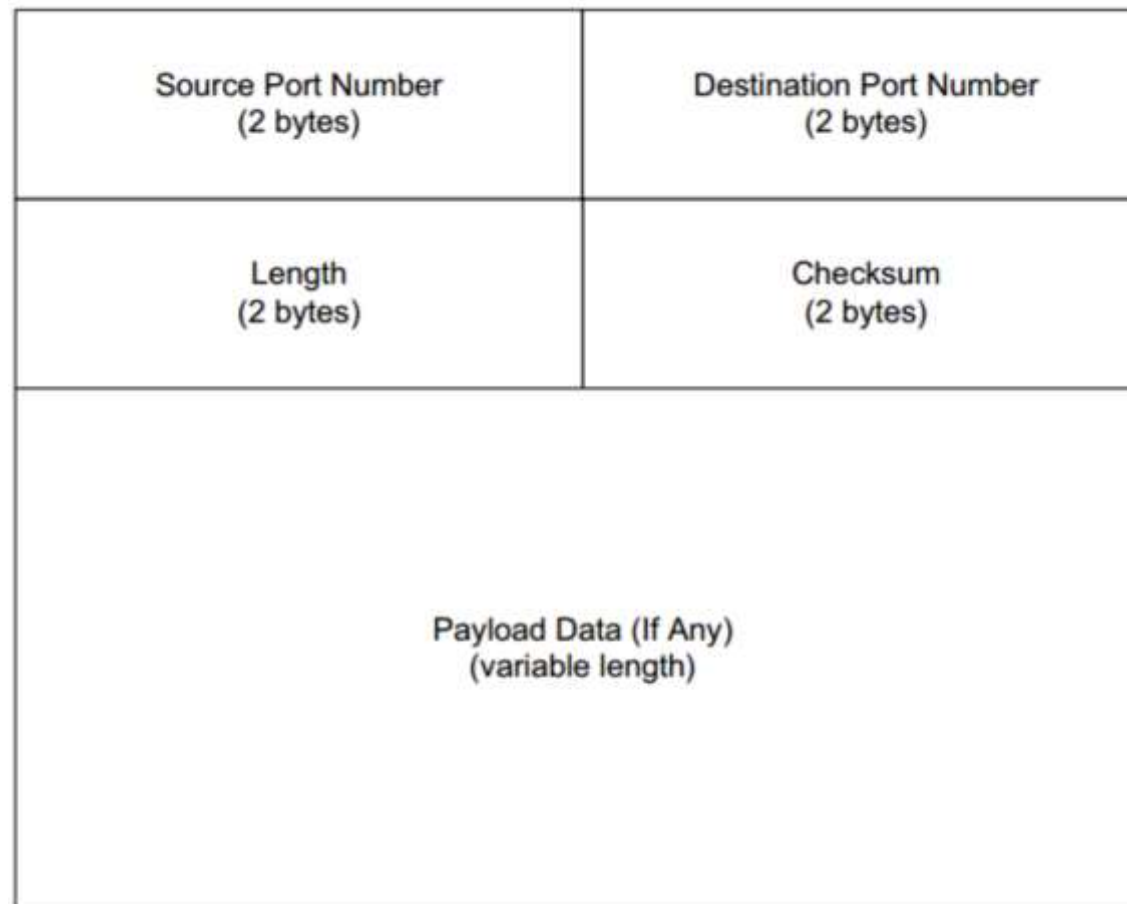 Source Port Number
(2 bytes)
Destination Port Number
(2 bytes)
Length
(2 bytes)
Checksum
(2 bytes)
Payload Data (If Any)
(variable length)